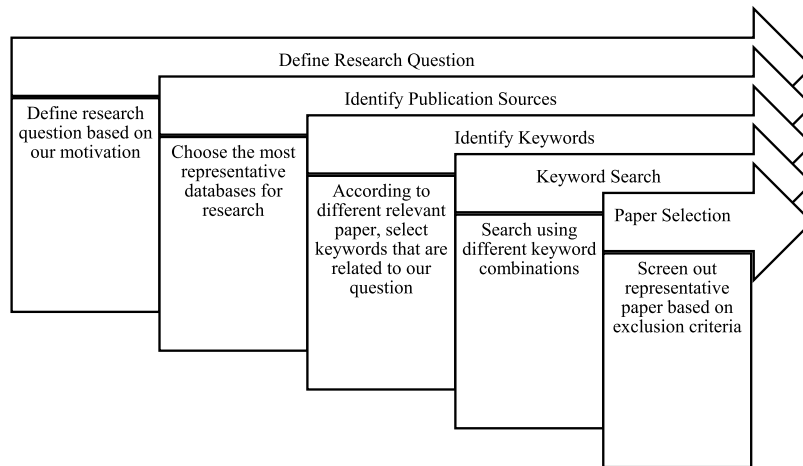 Define Research Question
Define research
question based on
our motivation
Identify Publication Sources
Choose the most
representative
databases for
research
Identify Keywords
According to
different relevant
paper, select
keywords that are
related to our
question
Keyword Search
Search using
different keyword
combinations
Paper Selection
Screen out
representative
paper based on
exclusion criteria